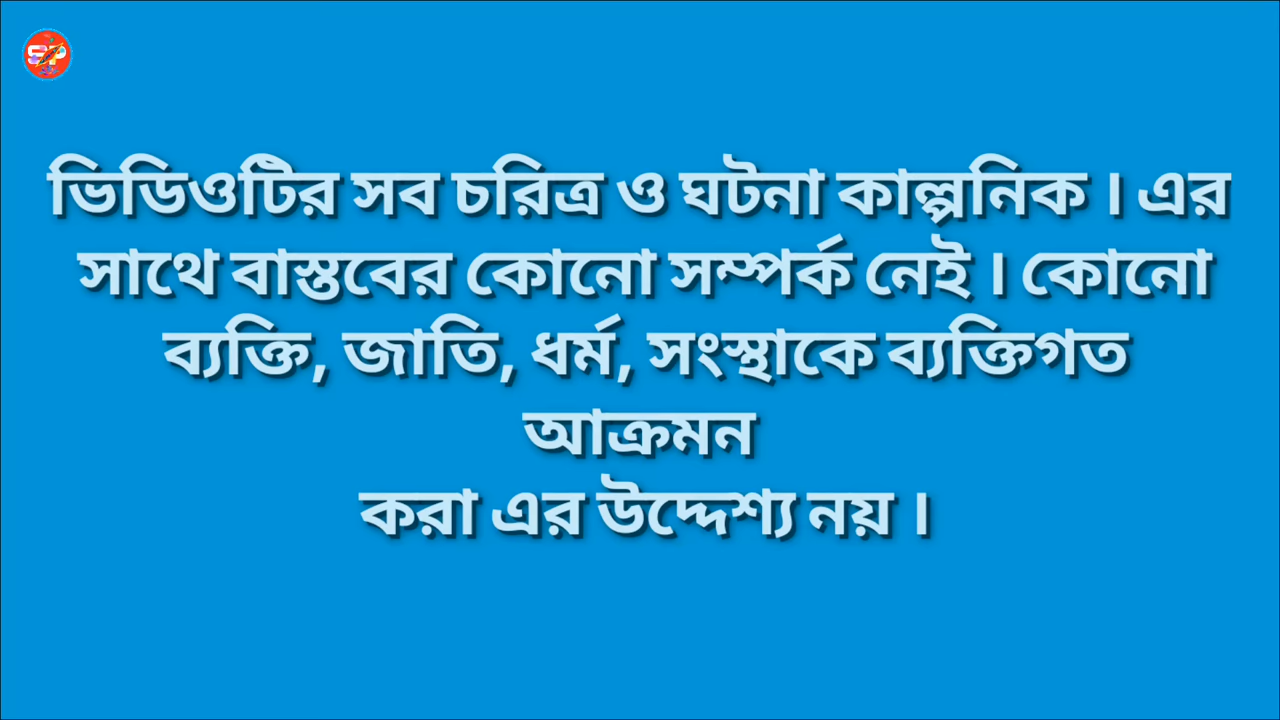 SP
ভিডিওটির সব চরিত্র ও ঘটনা কাল্পনিক । এর
সাথে বাস্তবের কোনো সম্পর্ক নেই । কোনো
ব্যক্তি, জাতি, ধর্ম, সংস্থাকে ব্যক্তিগত
আক্রমন
করা এর উদ্দেশ্য নয় ।